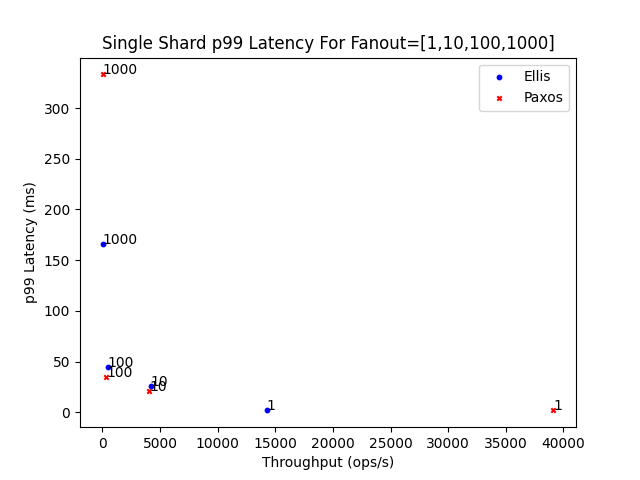 Single Shard p99 Latency For Fanout=[1,10,100,1000]
Ellis
Paxos
1000
1000
100
100
10
10
1
1
300
250
200
150
100
50
0
p99 Latency (ms)
0 5000 10000 15000 20000 25000 30000 35000 40000
Throughput (ops/s)